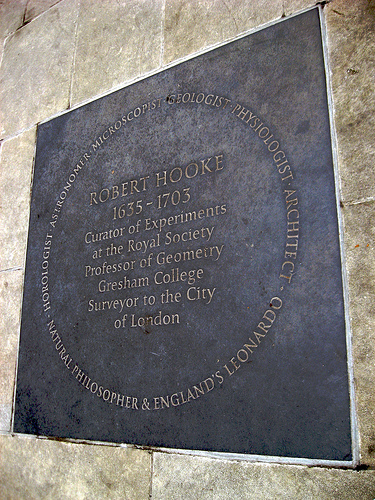 HOROLOGIST · ASTRONOMER · MICROSCOPIST · GEOLOGIST · PHYSIOLOGIST · ARCHITECT ·
NATURAL PHILOSOPHER & ENGLAND'S LEONARDO ·
ROBERT HOOKE
1635 - 1703
Curator of Experiments
at the Royal Society
Professor of Geometry
Gresham College
Surveyor to the City
of London